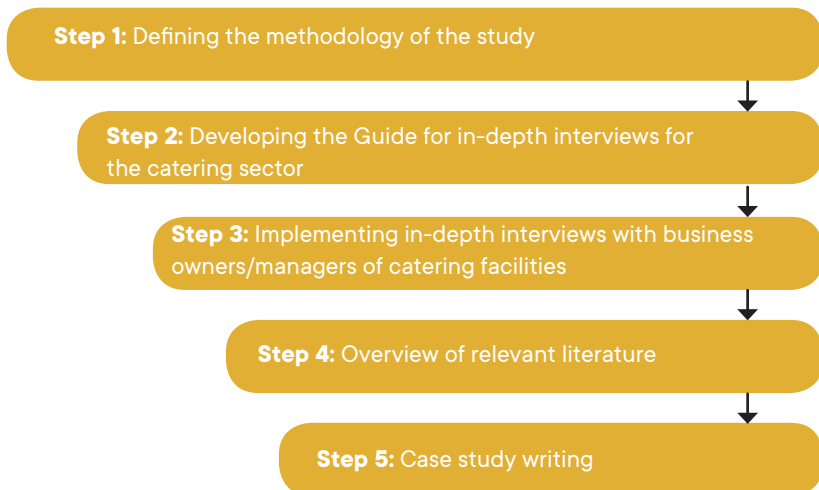 Step 1: Defining the methodology of the study
Step 2: Developing the Guide for in-depth interviews for
the catering sector
Step 3: Implementing in-depth interviews with business
owners/managers of catering facilities
Step 4: Overview of relevant literature
Step 5: Case study writing